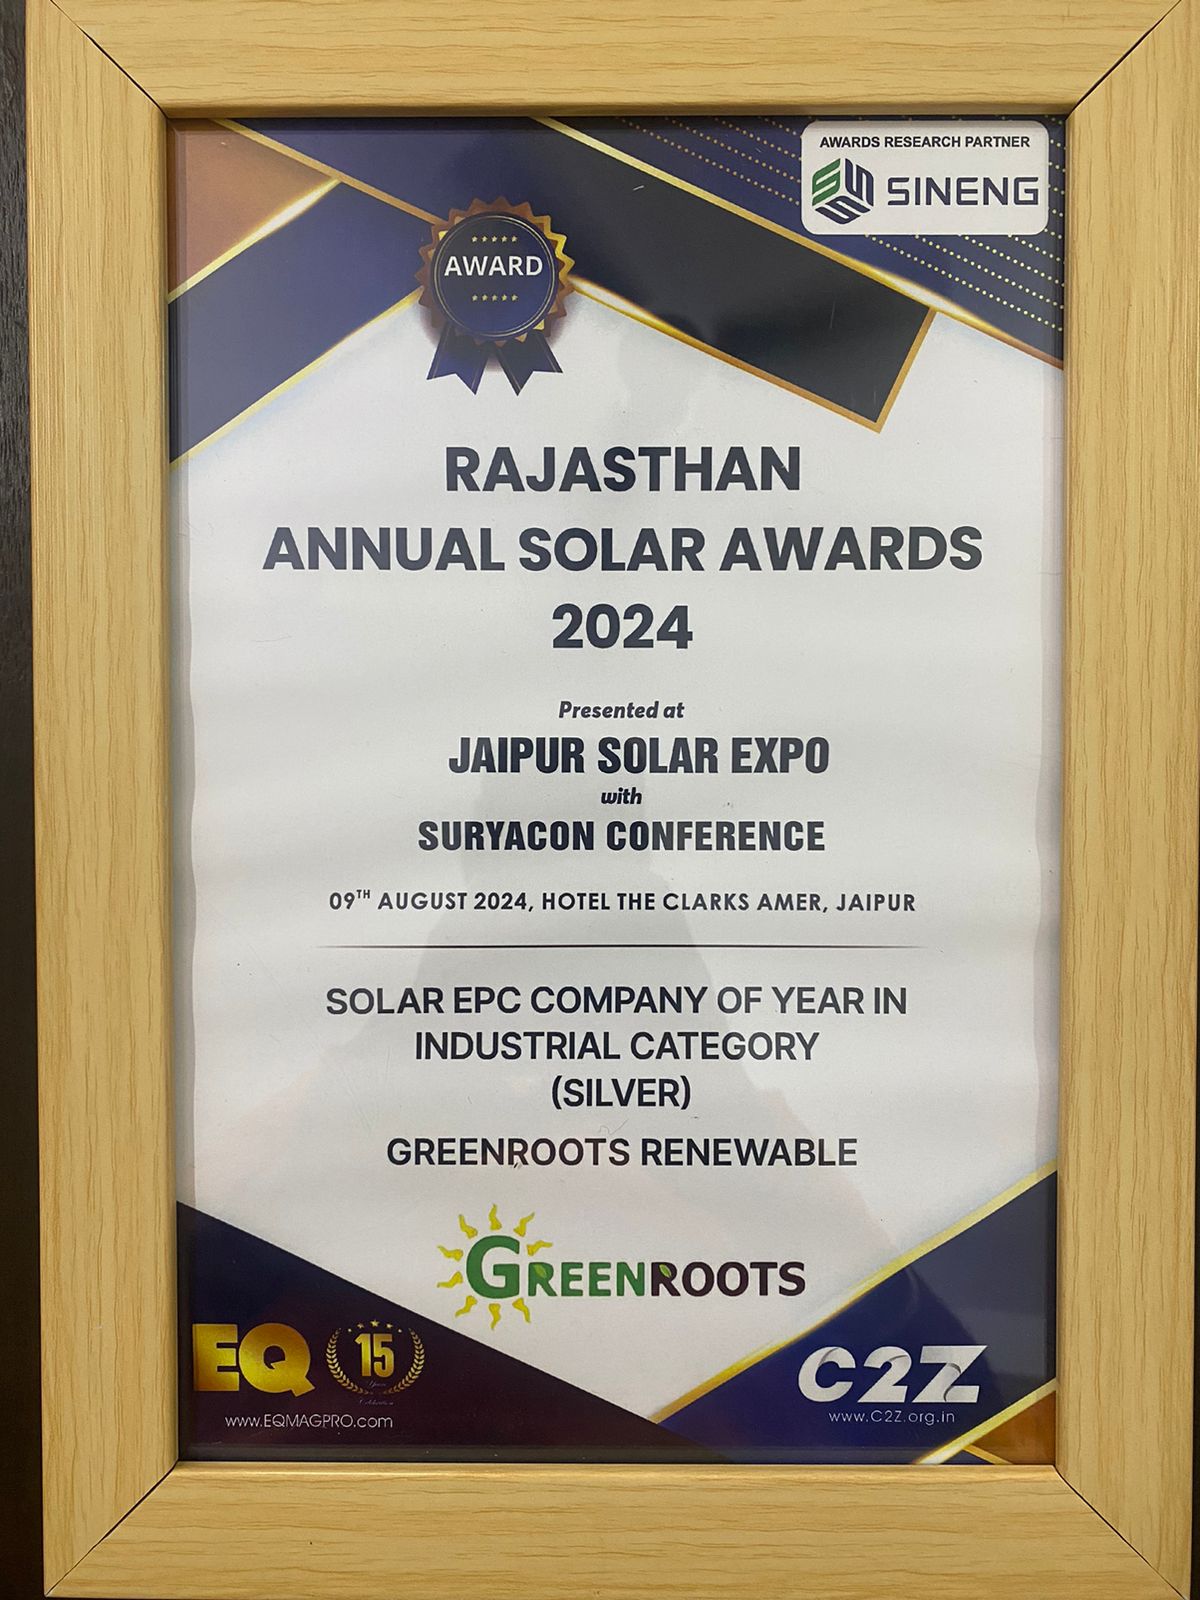 AWARDS RESEARCH PARTNER
SINENG
AWARD
RAJASTHAN
ANNUAL SOLAR AWARDS
2024
Presented at
JAIPUR SOLAR EXPO
with
SURYACON CONFERENCE
09TH AUGUST 2024, HOTEL THE CLARKS AMER, JAIPUR
SOLAR EPC COMPANY OF YEAR IN
INDUSTRIAL CATEGORY
(SILVER)
GREENROOTS RENEWABLE
GREENROOTS
EQ
15
Years
Celebration
www.EQMAGPRO.com
C2Z
www.C2Z.org.in